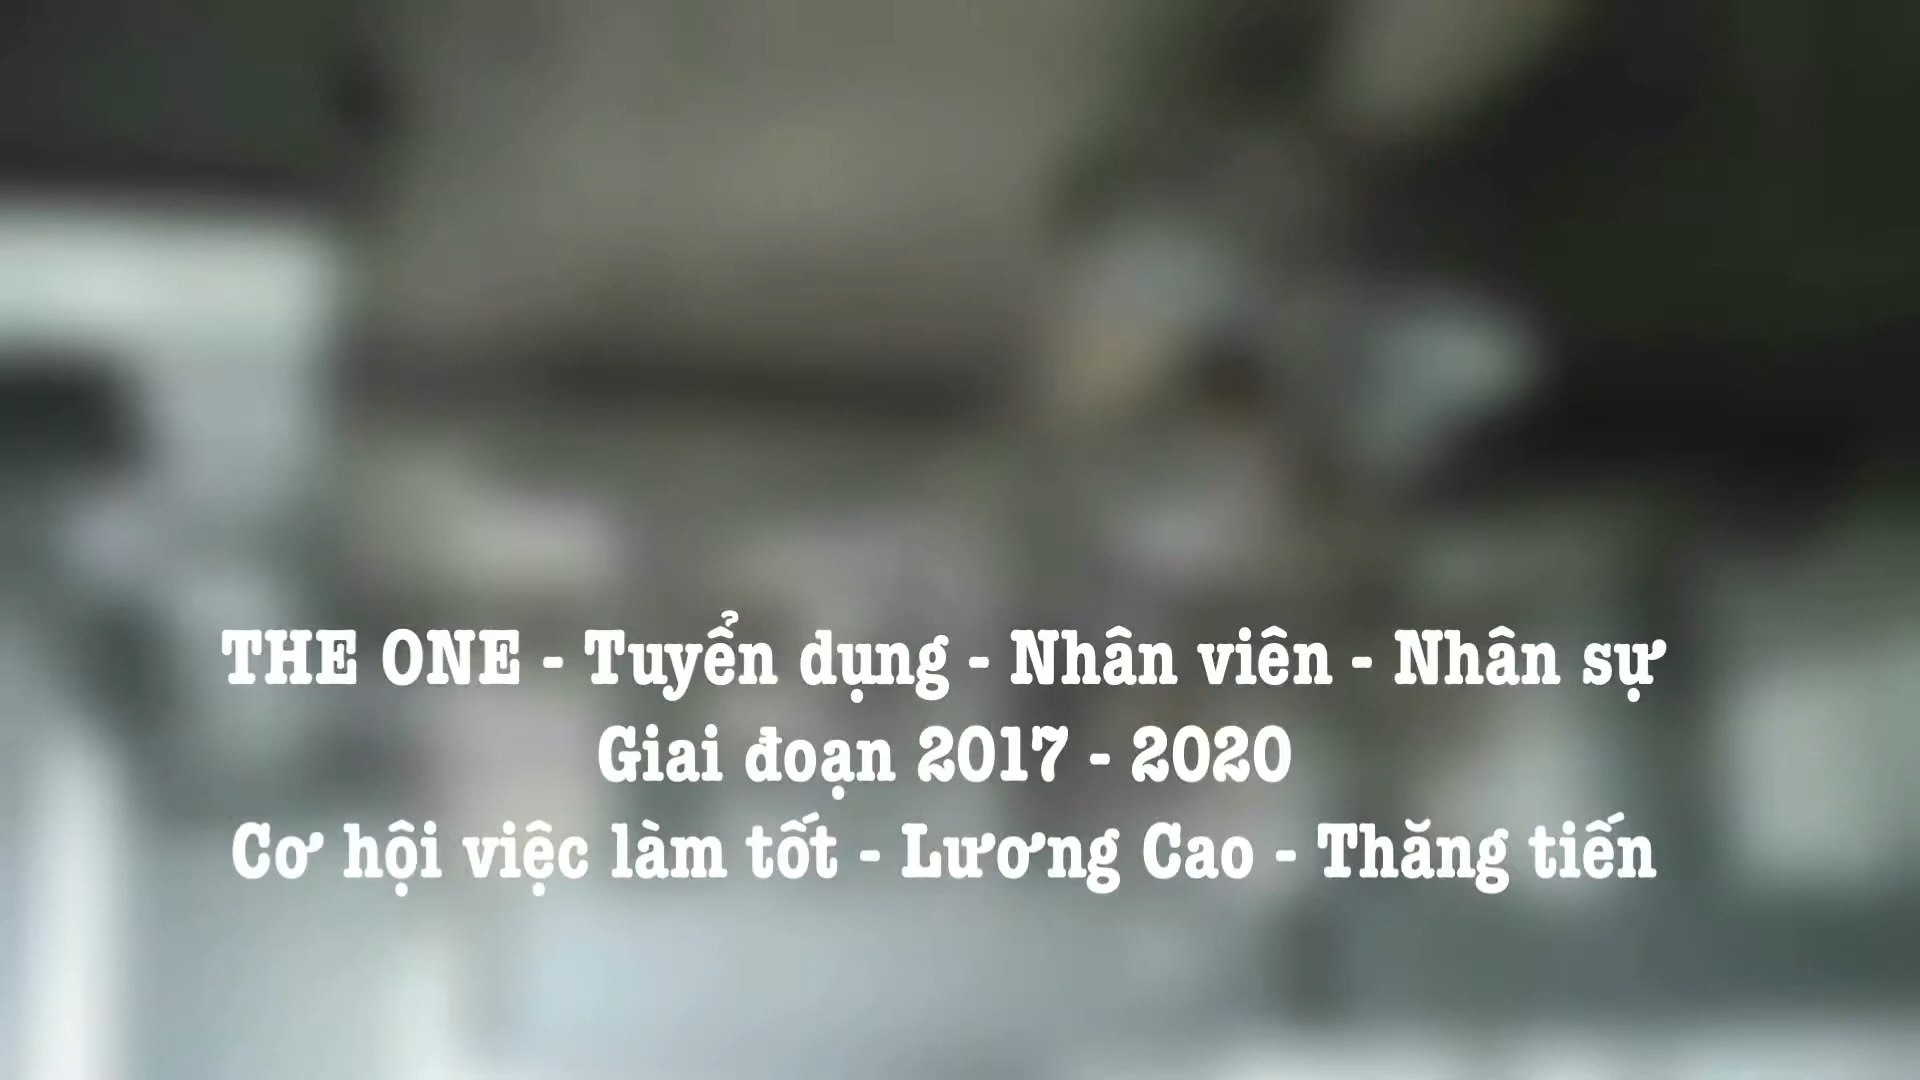 THE ONE - Tuyển dụng - Nhân viên - Nhân sự
Giai đoạn 2017 - 2020
Cơ hội việc làm tốt - Lương Cao - Thăng tiến